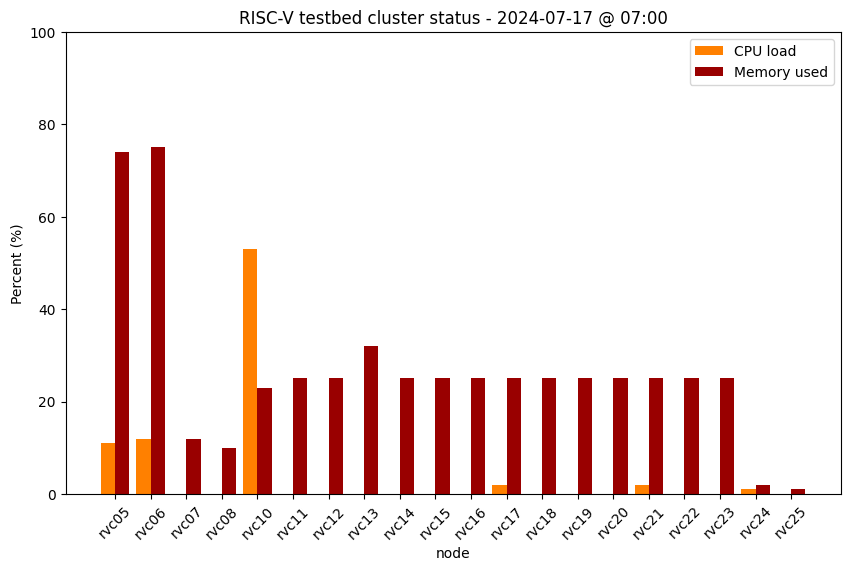 RISC-V testbed cluster status - 2024-07-17 @ 07:00
CPU load
Memory used
Percent (%)
100
80
60
40
20
0
rvc05
rvc06
rvc07
rvc08
rvc10
rvc11
rvc12
rvc13
rvc14
rvc15
rvc16
rvc17
rvc18
rvc19
rvc20
rvc21
rvc22
rvc23
rvc24
rvc25
node